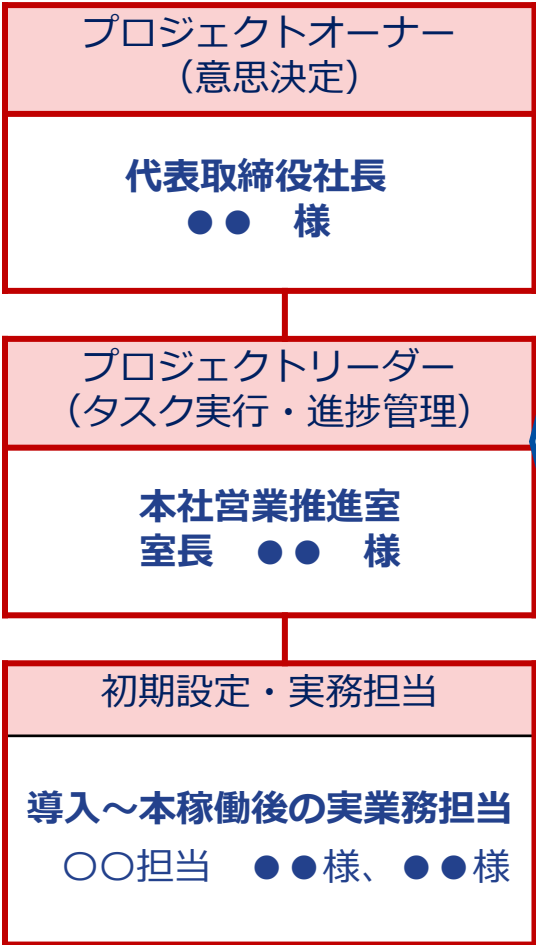 プロジェクトオーナー
（意思決定）
代表取締役社長
●●　様
プロジェクトリーダー
（タスク実行・進捗管理）
本社営業推進室
室長　●●　様
初期設定・実務担当
導入～本稼働後の実業務担当
〇〇担当　●●様、●●様